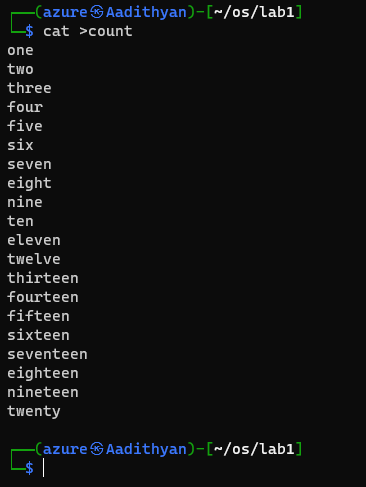 ┌──(azure㉿Aadithyan)-[~/os/lab1]
└─$ cat >count
one
two
three
four
five
six
seven
eight
nine
ten
eleven
twelve
thirteen
fourteen
fifteen
sixteen
seventeen
eighteen
nineteen
twenty
┌──(azure㉿Aadithyan)-[~/os/lab1]
└─$